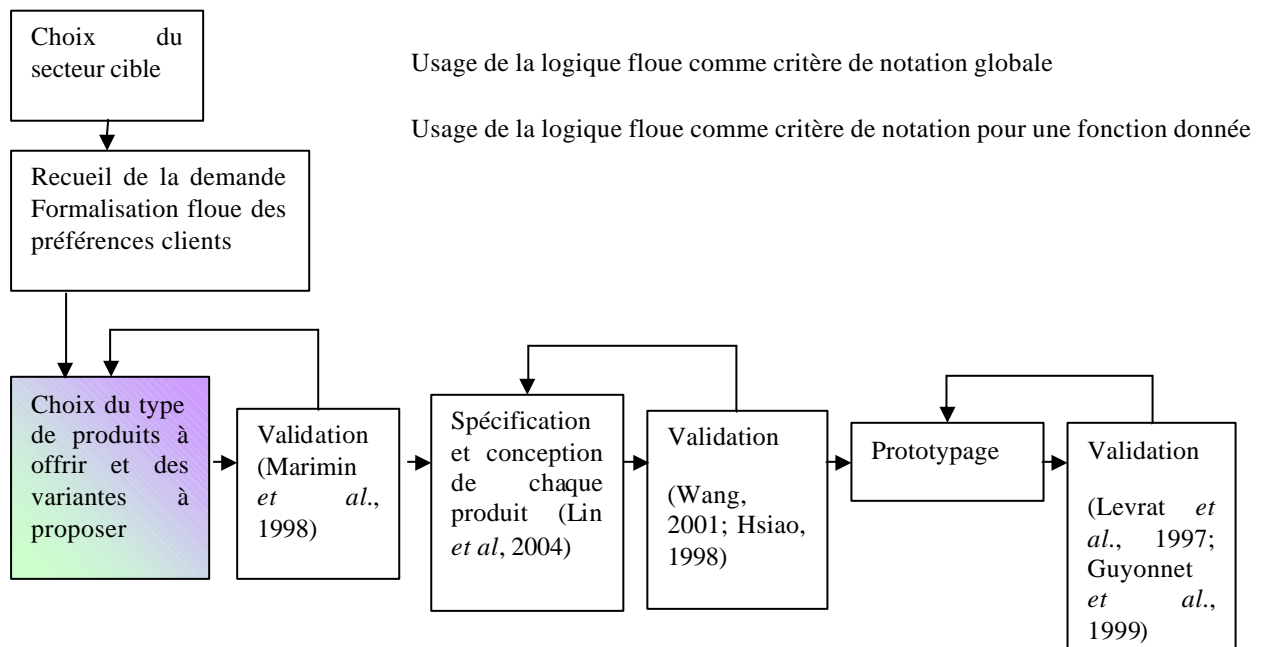 Choix du
secteur cible
Usage de la logique floue comme critère de notation globale
Usage de la logique floue comme critère de notation pour une fonction donnée
Recueil de la demande
Formalisation floue des
préférences clients
Choix du type
de produits à
offrir et des
variantes à
proposer
Validation
(Marimin
et al.,
1998)
Spécification
et conception
de chaque
produit (Lin
et al, 2004)
Validation
(Wang,
2001; Hsiao,
1998)
Prototypage
Validation
(Levrat et
al., 1997;
Guyonnet
et al.,
1999)